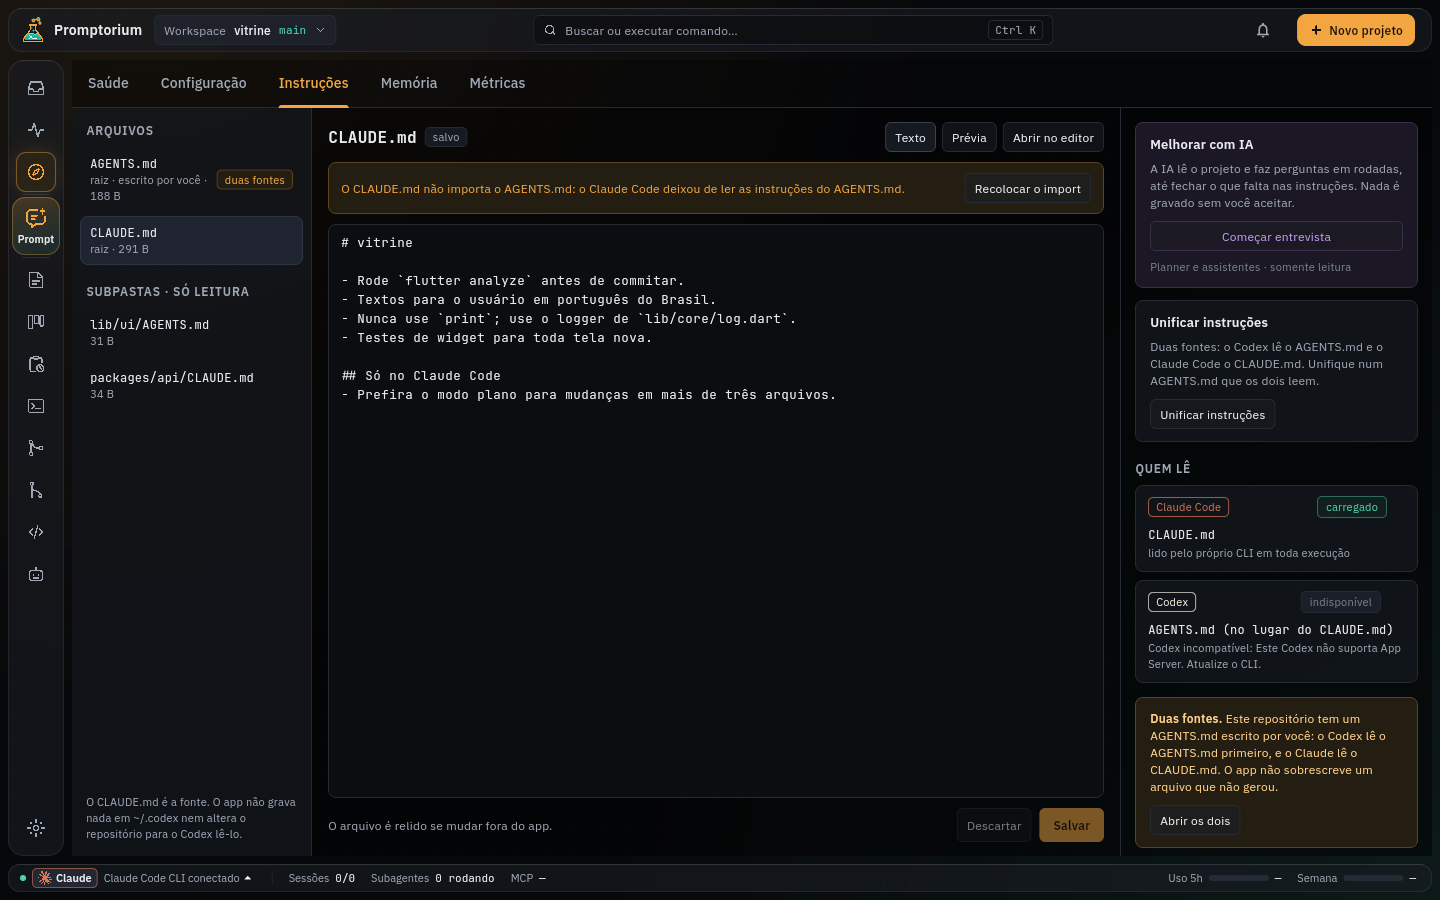 Promptorium
Workspace vitrine main
Buscar ou executar comando...
Ctrl K
+ Novo projeto
Saúde
Configuração
Instruções
Memória
Métricas
Prompt
ARQUIVOS
AGENTS.md
raiz · escrito por você ·
188 B
duas fontes
CLAUDE.md
raiz · 291 B
SUBPASTAS · SÓ LEITURA
lib/ui/AGENTS.md
31 B
packages/api/CLAUDE.md
34 B
O CLAUDE.md é a fonte. O app não grava
nada em ~/.codex nem altera o
repositório para o Codex lê-lo.
CLAUDE.md
salvo
Texto
Prévia
Abrir no editor
O CLAUDE.md não importa o AGENTS.md: o Claude Code deixou de ler as instruções do AGENTS.md.
Recolocar o import
# vitrine
- Rode `flutter analyze` antes de commitar.
- Textos para o usuário em português do Brasil.
- Nunca use `print`; use o logger de `lib/core/log.dart`.
- Testes de widget para toda tela nova.
## Só no Claude Code
- Prefira o modo plano para mudanças em mais de três arquivos.
O arquivo é relido se mudar fora do app.
Descartar
Salvar
Melhorar com IA
A IA lê o projeto e faz perguntas em rodadas,
até fechar o que falta nas instruções. Nada é
gravado sem você aceitar.
Começar entrevista
Planner e assistentes · somente leitura
Unificar instruções
Duas fontes: o Codex lê o AGENTS.md e o
Claude Code o CLAUDE.md. Unifique num
AGENTS.md que os dois leem.
Unificar instruções
QUEM LÊ
Claude Code
carregado
CLAUDE.md
lido pelo próprio CLI em toda execução
Codex
indisponível
AGENTS.md (no lugar do CLAUDE.md)
Codex incompatível: Este Codex não suporta App
Server. Atualize o CLI.
Duas fontes. Este repositório tem um
AGENTS.md escrito por você: o Codex lê o
AGENTS.md primeiro, e o Claude lê o
CLAUDE.md. O app não sobrescreve um
arquivo que não gerou.
Abrir os dois
Claude
Claude Code CLI conectado
Sessões 0/0
Subagentes 0 rodando
MCP —
Uso 5h —
Semana —